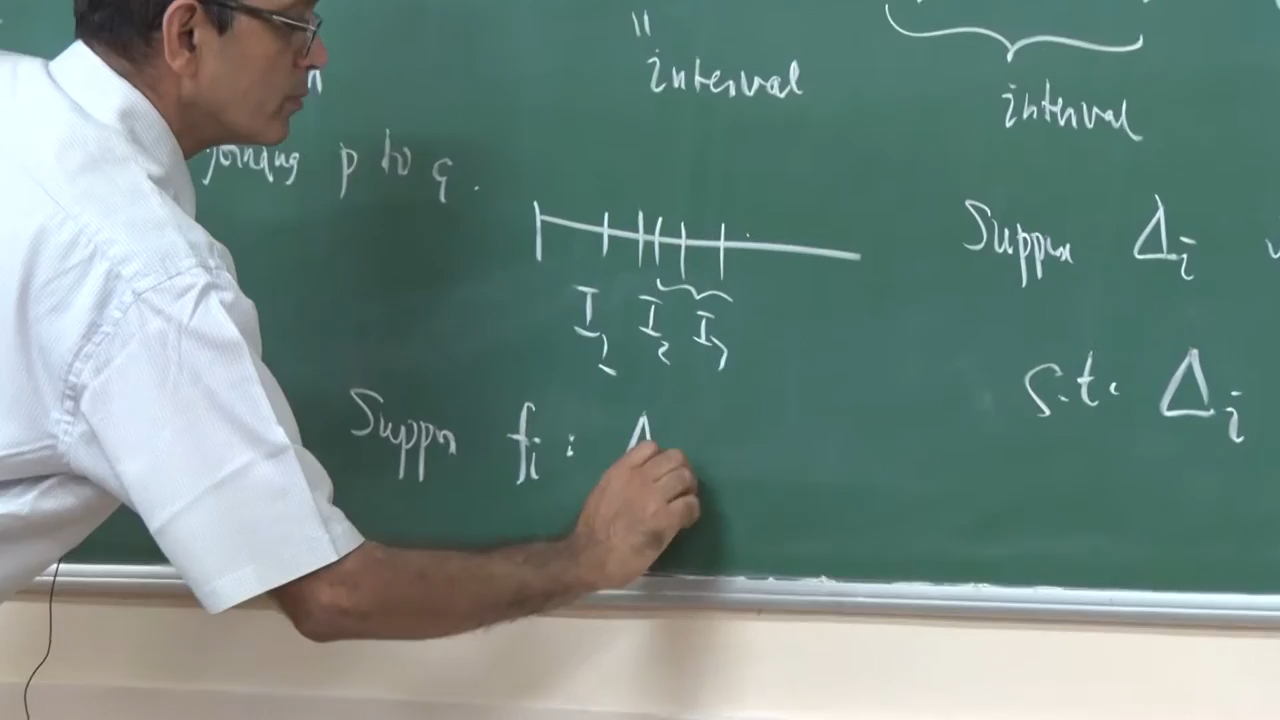 "
interval
interval
joining p to q.
Suppose Δi
I1 I2 I3
s.t. Δi
Suppose fi : Δ